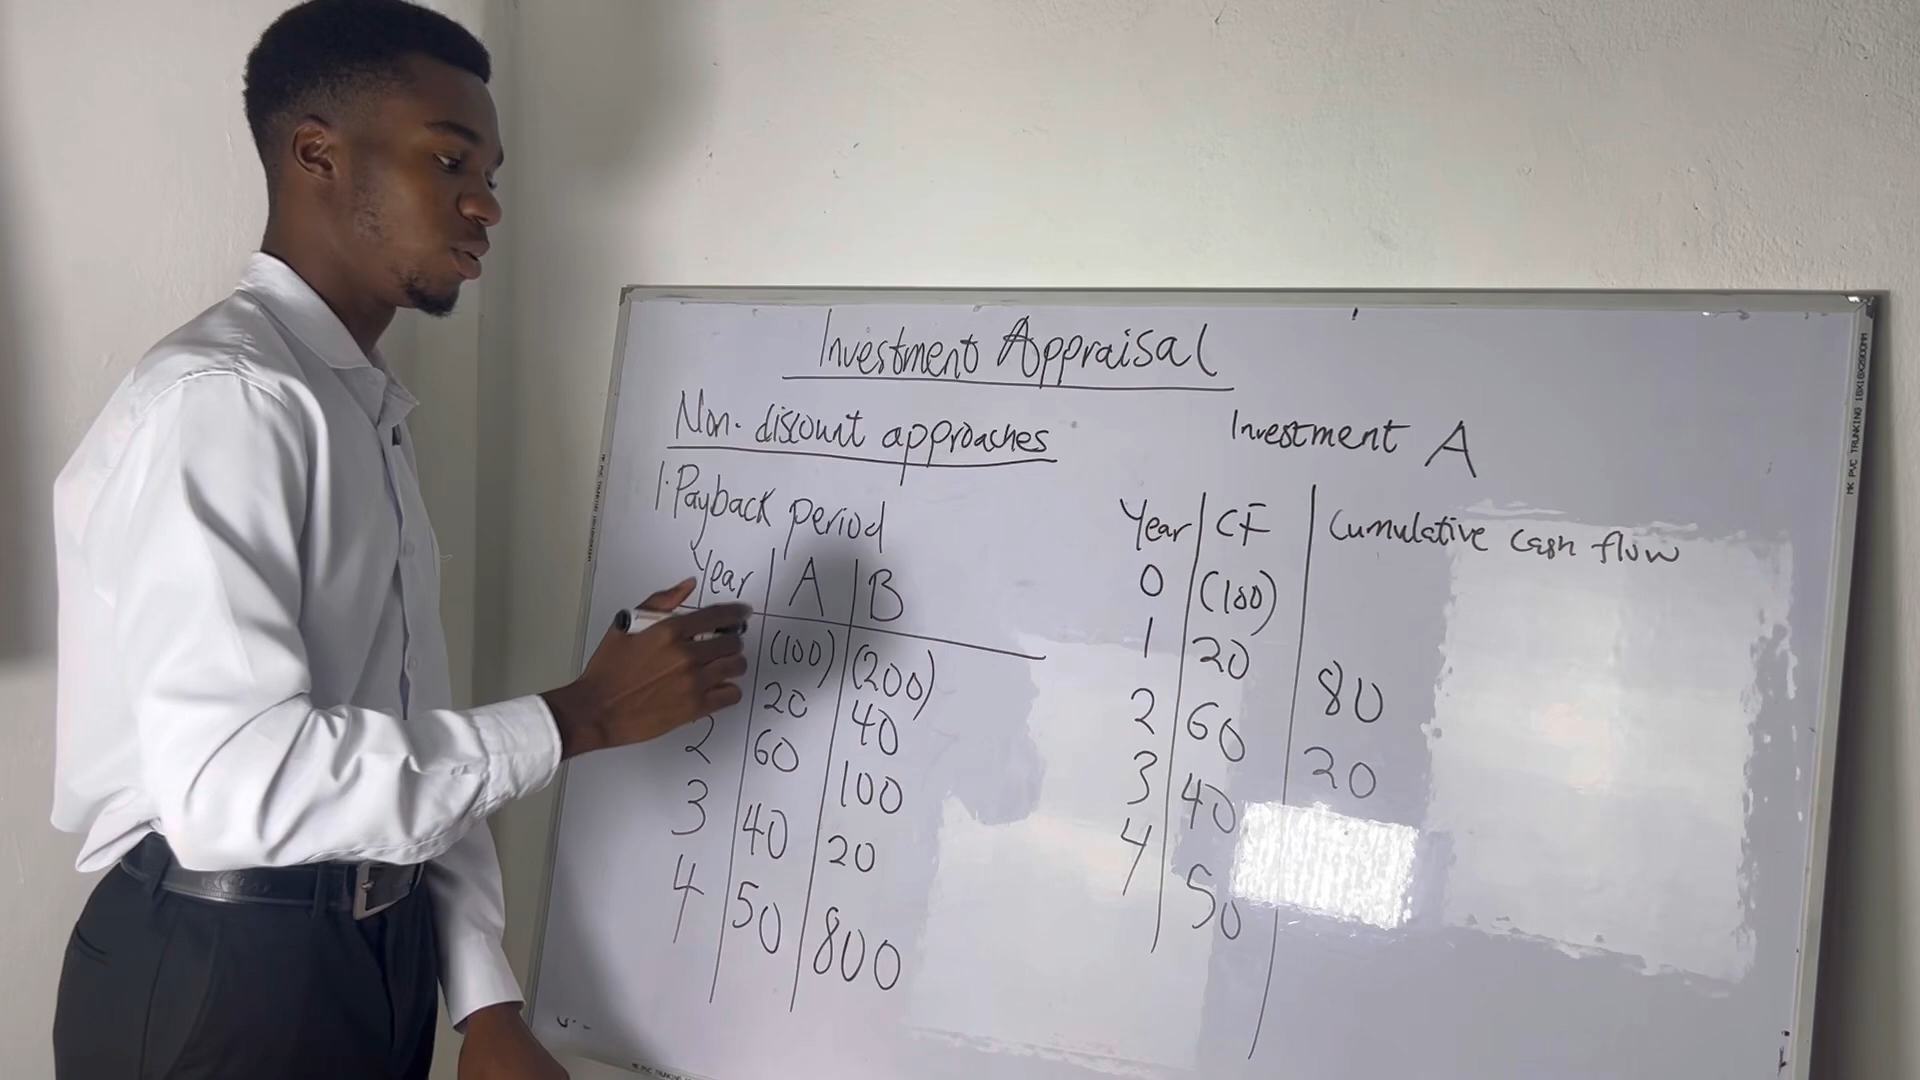 Investment Appraisal
Non-discount approaches
1. Payback period
Year A B
(100) (200)
20 40
2 60 100
3 40 20
4 50 800
Investment A
Year CF Cumulative cash flow
0 (100)
1 20 80
2 60 20
3 40
4 50